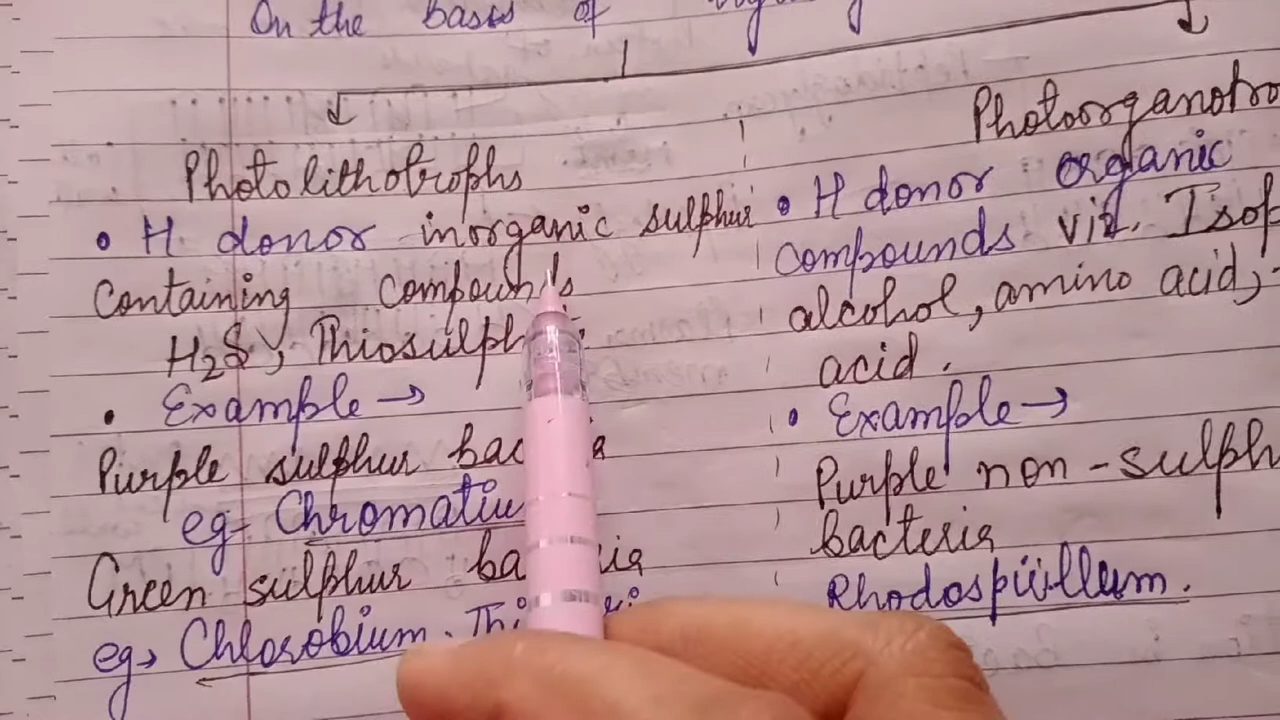 On the basis of
Photolithotrophs
• H donor inorganic sulphur
containing compounds
H2S, Thiosulph
• Example →
Purple sulphur bac a
eg- Chromatiu
Green sulphur ba ia
eg→ Chlorobium. Thi
Photoorganotro
• H donor organic
compounds viz. Isop
alcohol, amino acid,
acid.
• Example →
Purple non-sulph
bacteria
Rhodospirillum.